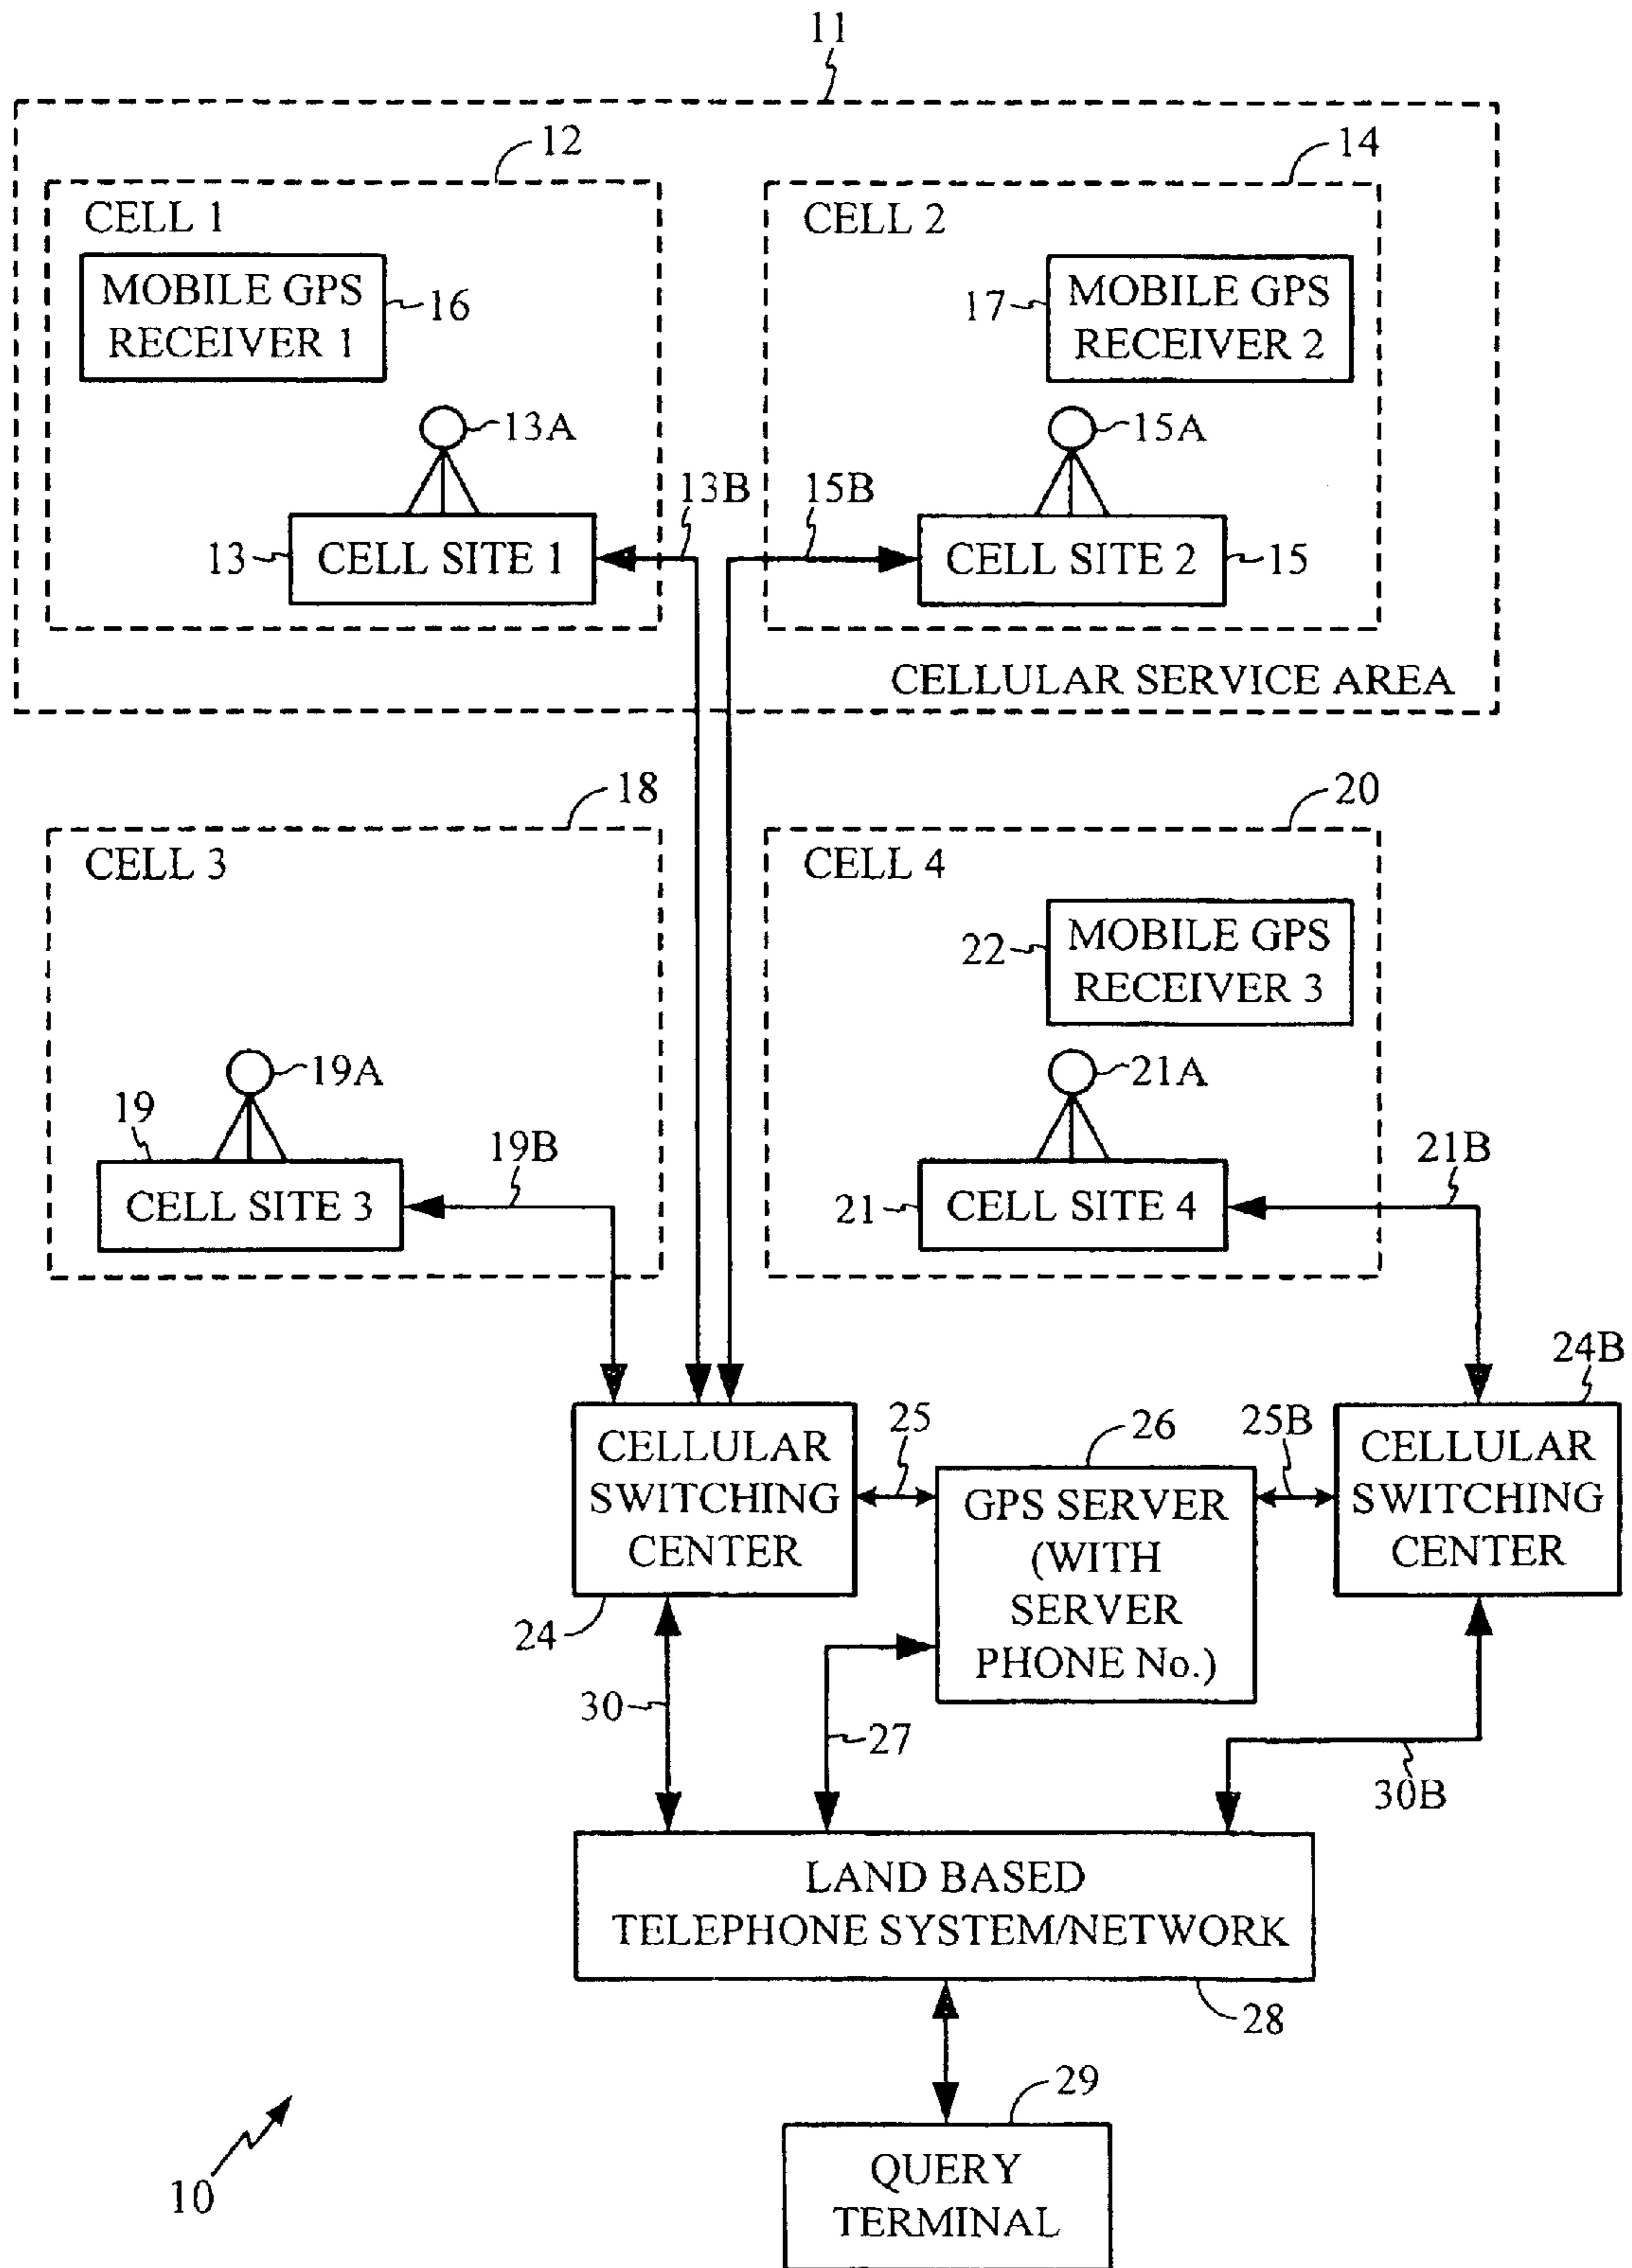 11
12
14
CELL 1
CELL 2
MOBILE GPS
RECEIVER 1
16
17
MOBILE GPS
RECEIVER 2
13A
15A
13B
15B
13
CELL SITE 1
CELL SITE 2
15
CELLULAR SERVICE AREA
18
20
CELL 3
CELL 4
22
MOBILE GPS
RECEIVER 3
19A
21A
19
19B
21B
CELL SITE 3
21
CELL SITE 4
24B
25
26
25B
CELLULAR
SWITCHING
CENTER
GPS SERVER
(WITH
SERVER
PHONE No.)
CELLULAR
SWITCHING
CENTER
24
30
27
30B
LAND BASED
TELEPHONE SYSTEM/NETWORK
28
29
10
QUERY
TERMINAL